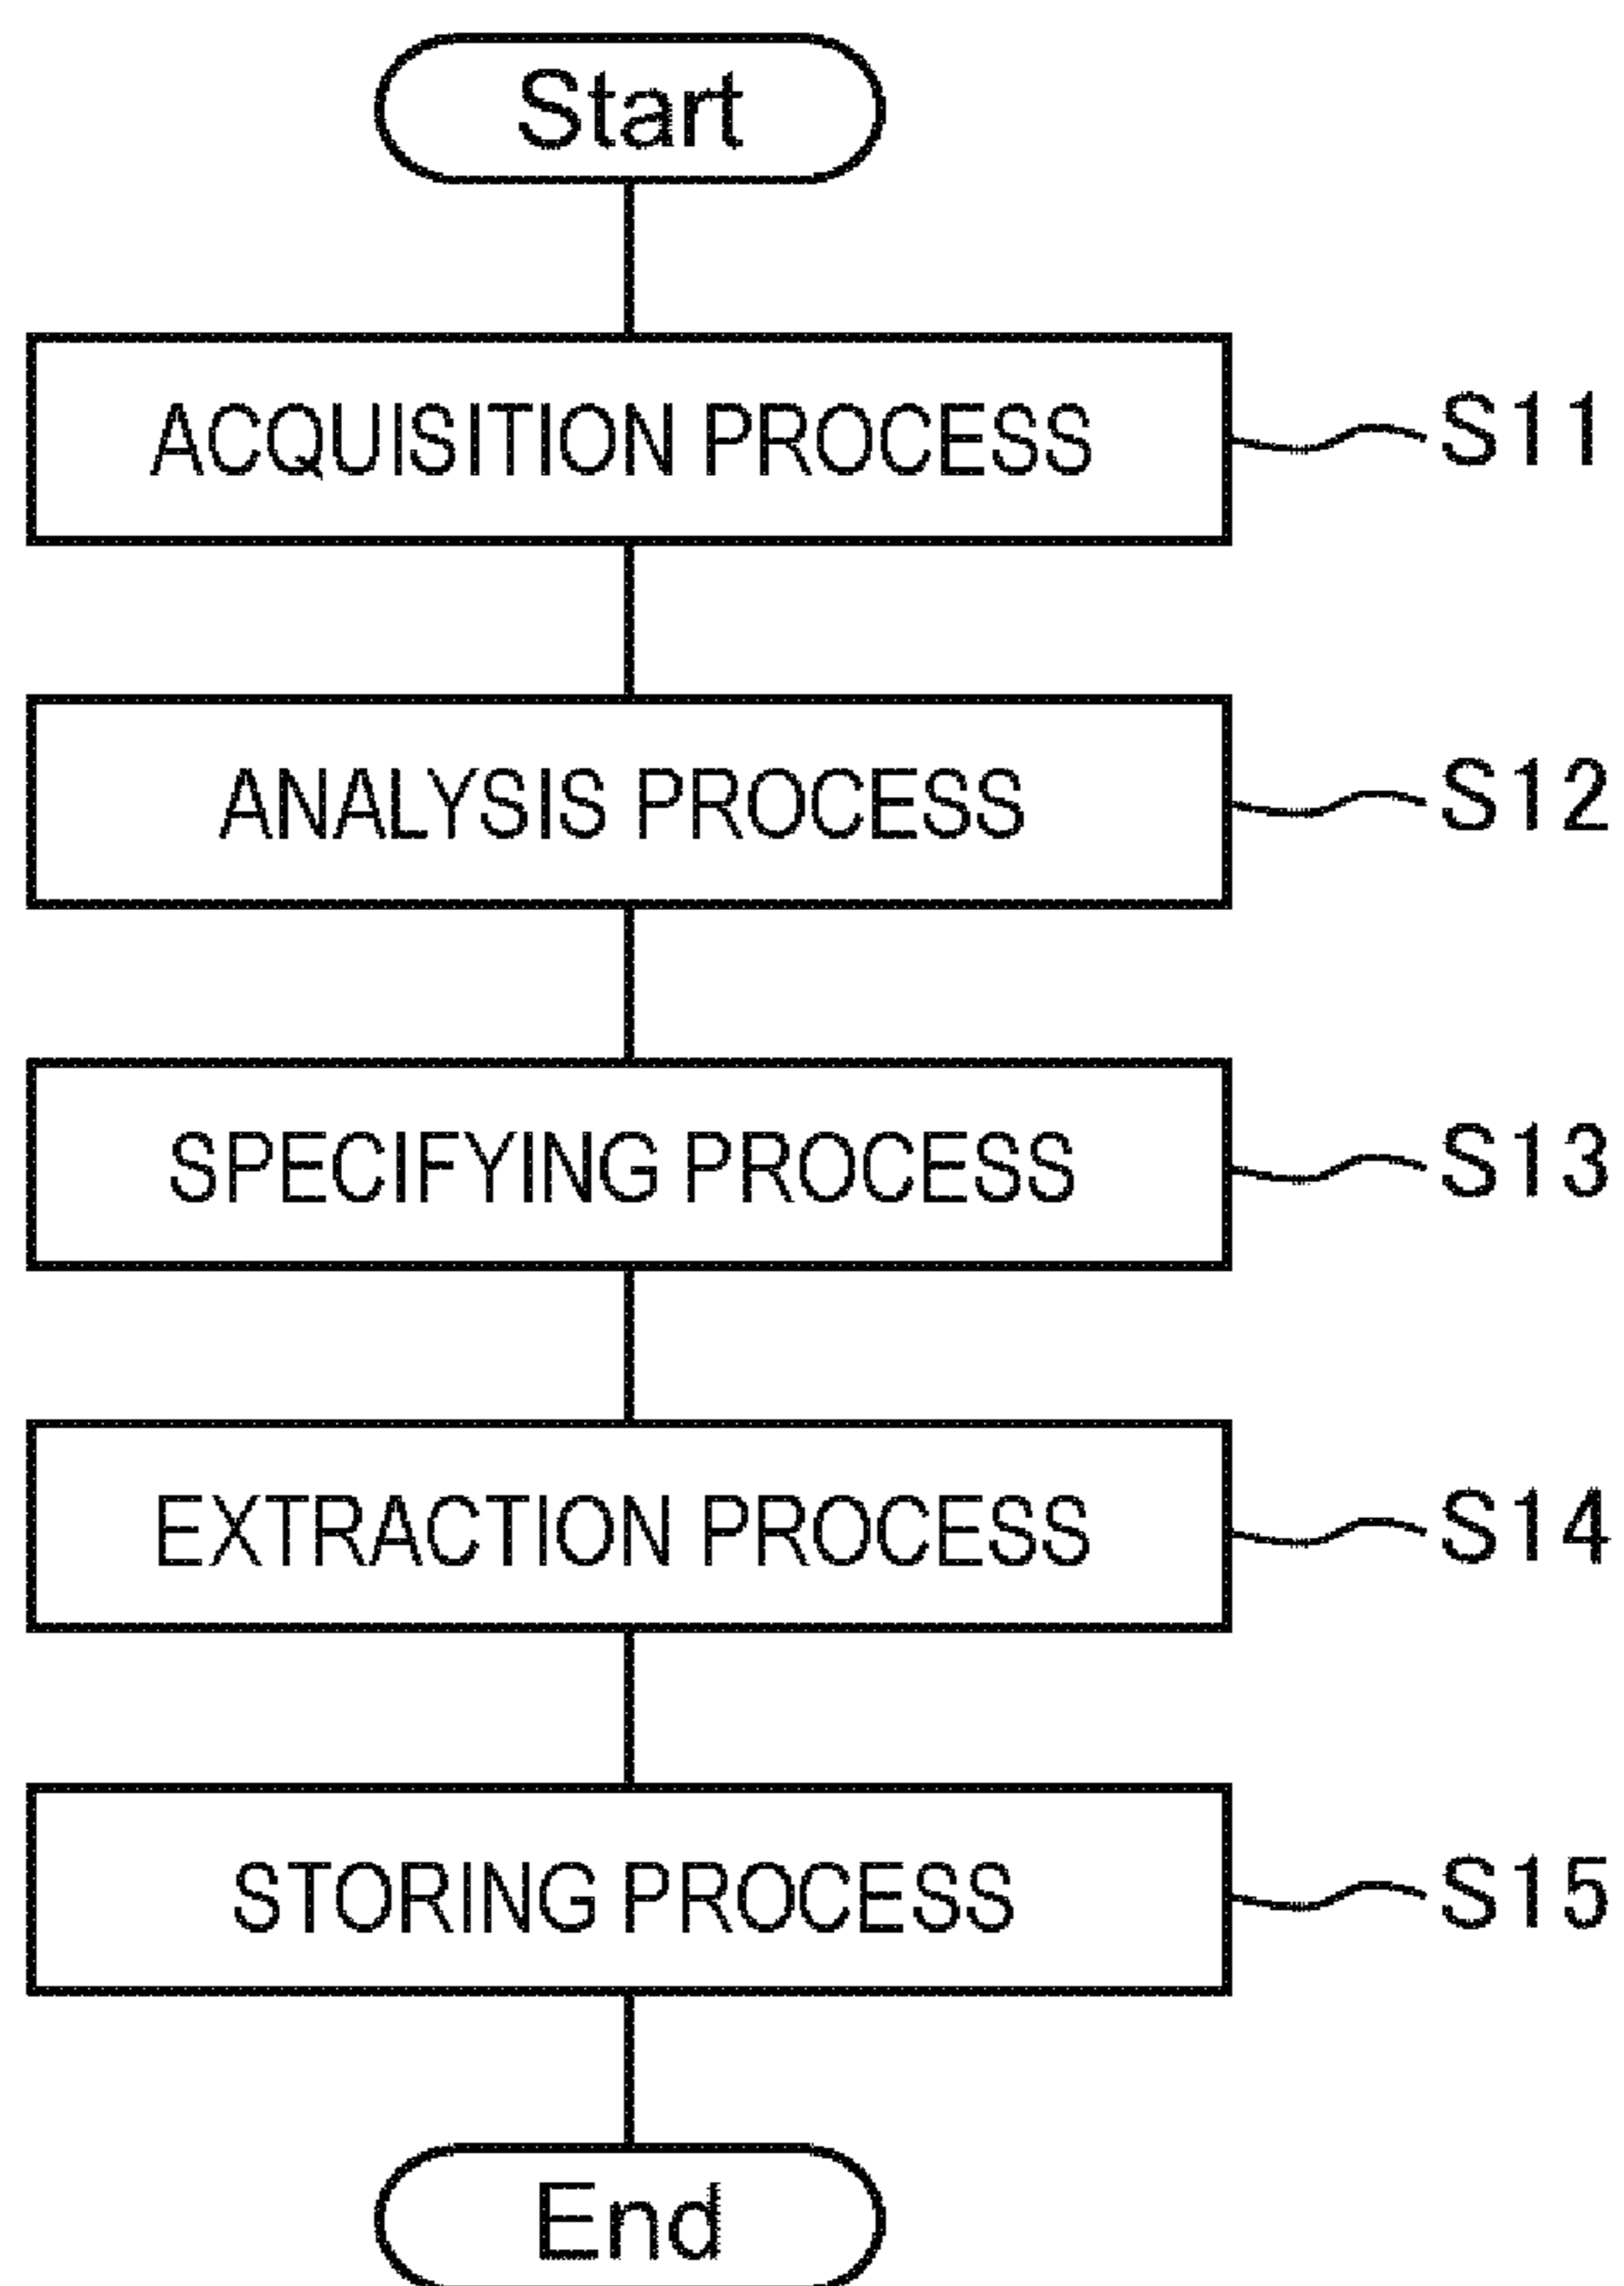 Start
ACQUISITION PROCESS S11
ANALYSIS PROCESS S12
SPECIFYING PROCESS S13
EXTRACTION PROCESS S14
STORING PROCESS S15
End